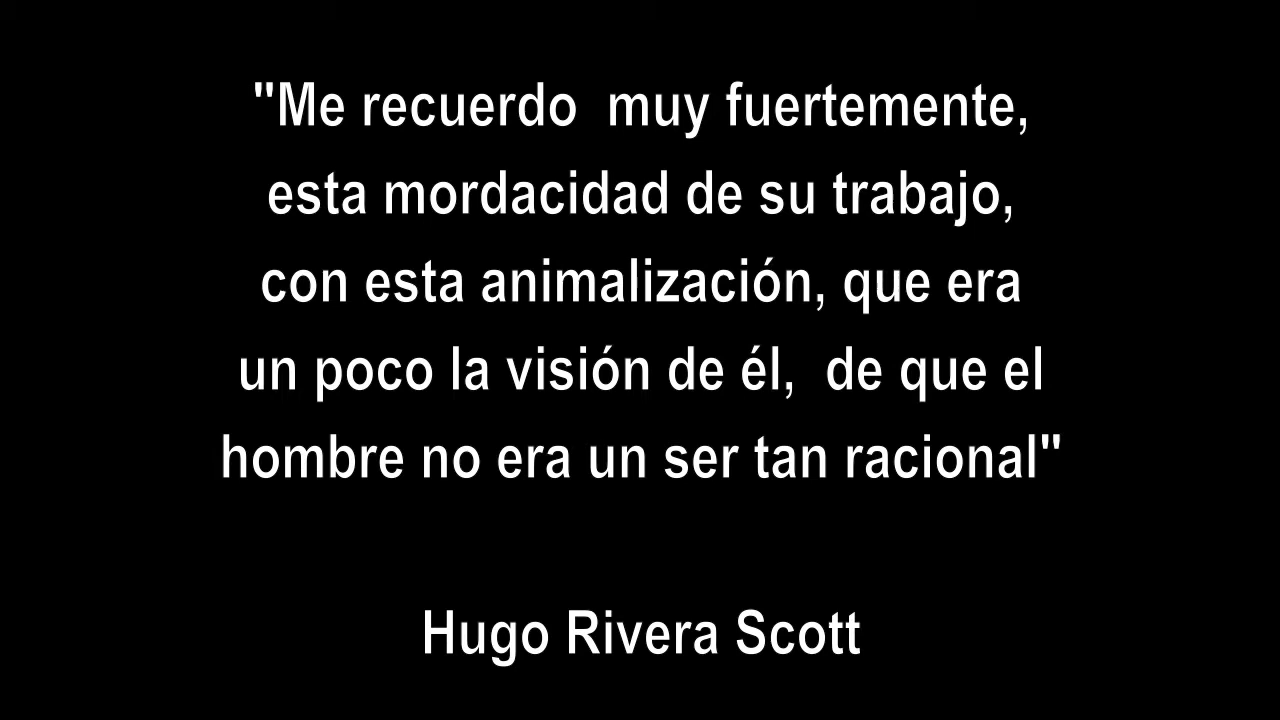 "Me recuerdo  muy fuertemente,
esta mordacidad de su trabajo,
con esta animalización, que era
un poco la visión de él,  de que el
hombre no era un ser tan racional"
Hugo Rivera Scott